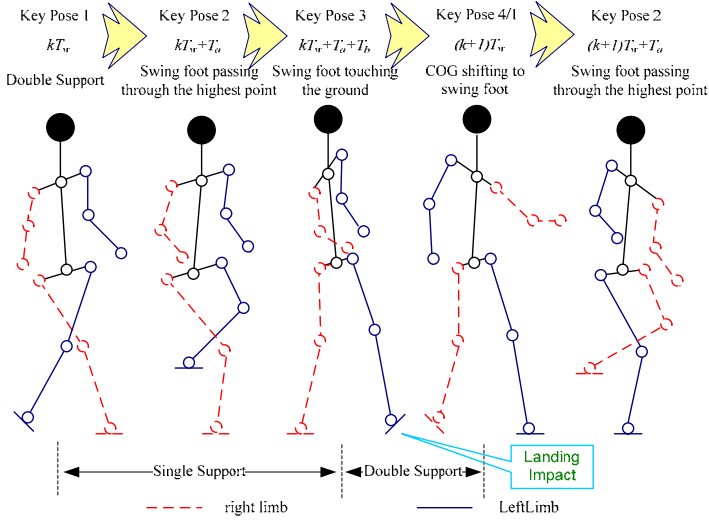 Key Pose 1
Key Pose 2
Key Pose 3
Key Pose 4/1
Key Pose 2
kTw
kTw+Ta
kTw+Ta+Tb
(k+1)Tw
(k+1)Tw+Ta
Double Support
Swing foot passing
through the highest point
Swing foot touching
the ground
COG shifting to
swing foot
Swing foot passing
through the highest point
Single Support
Double Support
Landing
Impact
right limb
LeftLimb